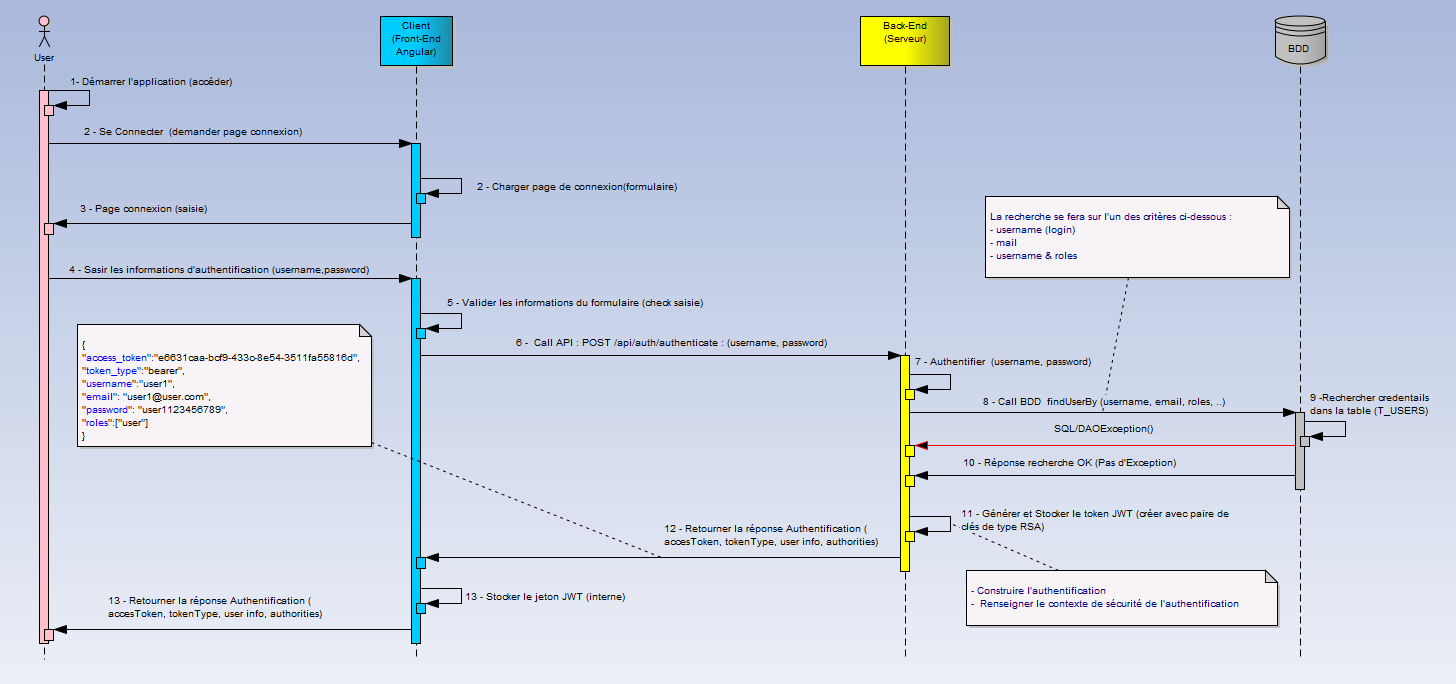 User
Client
(Front-End
Angular)
Back-End
(Serveur)
BDD
1- Démarrer l'application (accéder)
2 - Se Connecter (demander page connexion)
2 - Charger page de connexion(formulaire)
3 - Page connexion (saisie)
La recherche se fera sur l'un des critères ci-dessous :
- username (login)
- mail
- username & roles
4 - Sasir les informations d'authentification (username,password)
5 - Valider les informations du formulaire (check saisie)
6 - Call API : POST /api/auth/authenticate : (username, password)
{
"access_token":"e6631caa-bcf9-433c-8e54-3511fa55816d",
"token_type":"bearer",
"username":"user1",
"email": "user1@user.com",
"password": "user1123456789",
"roles":["user"]
}
7 - Authentifier (username, password)
8 - Call BDD findUserBy (username, email, roles, ..)
9 -Rechercher credentails
dans la table (T_USERS)
SQL/DAOException()
10 - Réponse recherche OK (Pas d'Exception)
11 - Générer et Stocker le token JWT (créer avec paire de
clés de type RSA)
12 - Retourner la réponse Authentification (
accesToken, tokenType, user info, authorities)
- Construire l'authentification
- Renseigner le contexte de sécurité de l'authentification
13 - Stocker le jeton JWT (interne)
13 - Retourner la réponse Authentification (
accesToken, tokenType, user info, authorities)